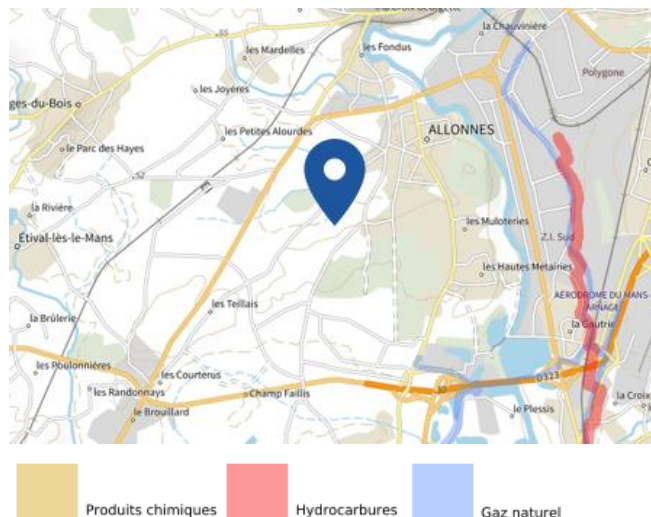 la Chauvinière
les Mardelles
les Fondus
Polygone
les Joyères
ges-du-Bois
ALLONNES
les Petites Alourdes
le Parc des Hayes
la Rivière
les Muloteries
Z.I. Sud
Étival-lès-le Mans
les Hautes Métairies
AÉRODROME DU MANS-
ARNAGE
les Teillais
la Brûlerie
la Gautrie
les Poulonnières
les Courterus
D323
les Randonnays
Champ Faillis
la Croix
le Brouillard
le Plessis
Produits chimiques
Hydrocarbures
Gaz naturel